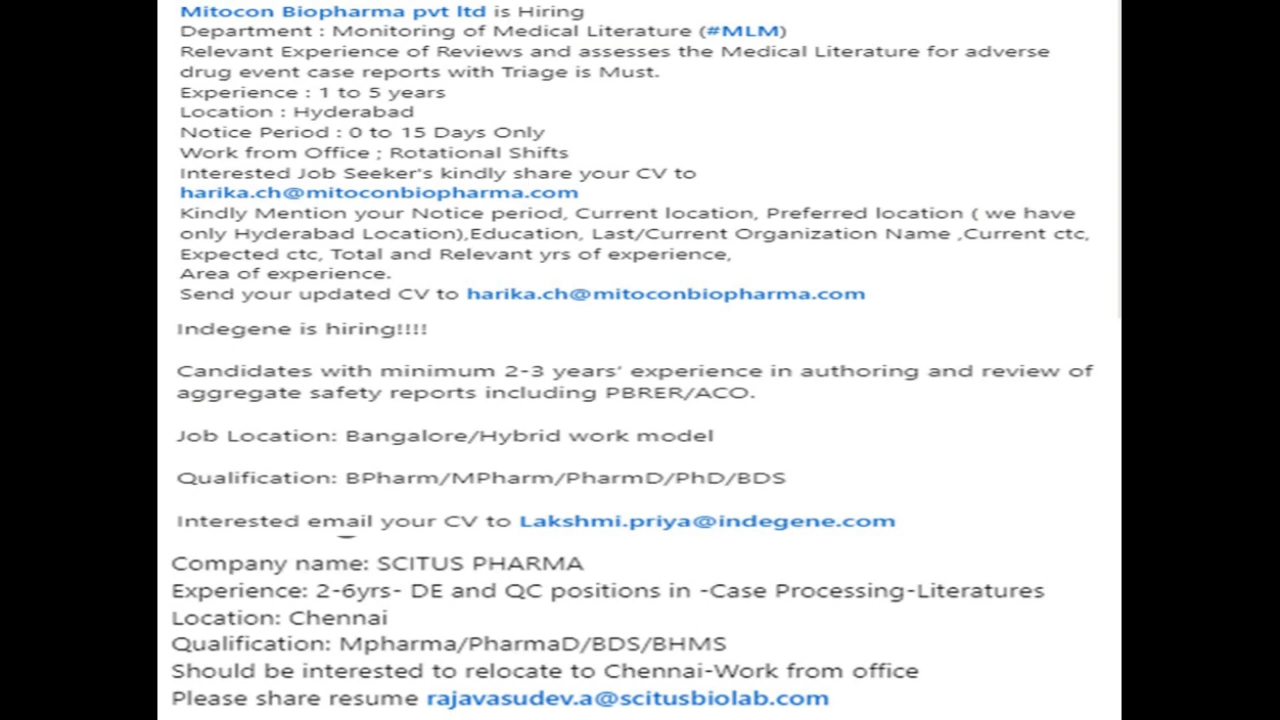 Mitocon Biopharma pvt ltd is Hiring
Department : Monitoring of Medical Literature (#MLM)
Relevant Experience of Reviews and assesses the Medical Literature for adverse
drug event case reports with Triage is Must.
Experience : 1 to 5 years
Location : Hyderabad
Notice Period : 0 to 15 Days Only
Work from Office ; Rotational Shifts
Interested Job Seeker's kindly share your CV to
harika.ch@mitoconbiopharma.com
Kindly Mention your Notice period, Current location, Preferred location ( we have
only Hyderabad Location),Education, Last/Current Organization Name ,Current ctc,
Expected ctc, Total and Relevant yrs of experience,
Area of experience.
Send your updated CV to harika.ch@mitoconbiopharma.com
Indegene is hiring!!!!
Candidates with minimum 2-3 years’ experience in authoring and review of
aggregate safety reports including PBRER/ACO.
Job Location: Bangalore/Hybrid work model
Qualification: BPharm/MPharm/PharmD/PhD/BDS
Interested email your CV to Lakshmi.priya@indegene.com
Company name: SCITUS PHARMA
Experience: 2-6yrs- DE and QC positions in -Case Processing-Literatures
Location: Chennai
Qualification: Mpharma/PharmaD/BDS/BHMS
Should be interested to relocate to Chennai-Work from office
Please share resume rajavasudev.a@scitusbiolab.com